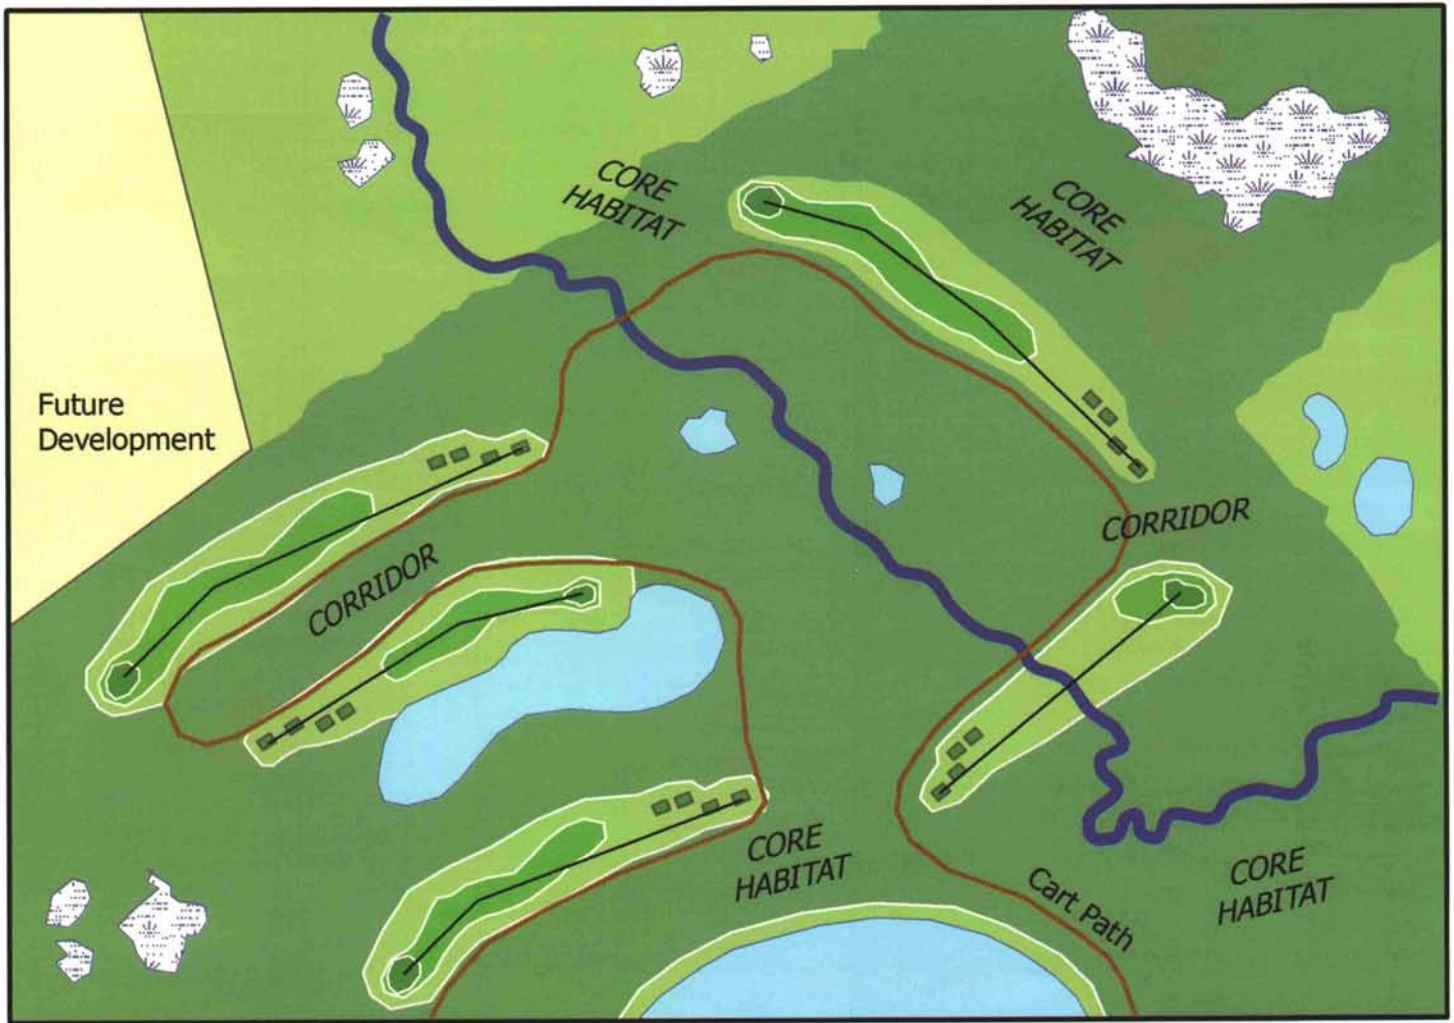 CORE
HABITAT
CORE
HABITAT
Future
Development
CORRIDOR
CORRIDOR
CORE
HABITAT
CORE
HABITAT
Cart Path